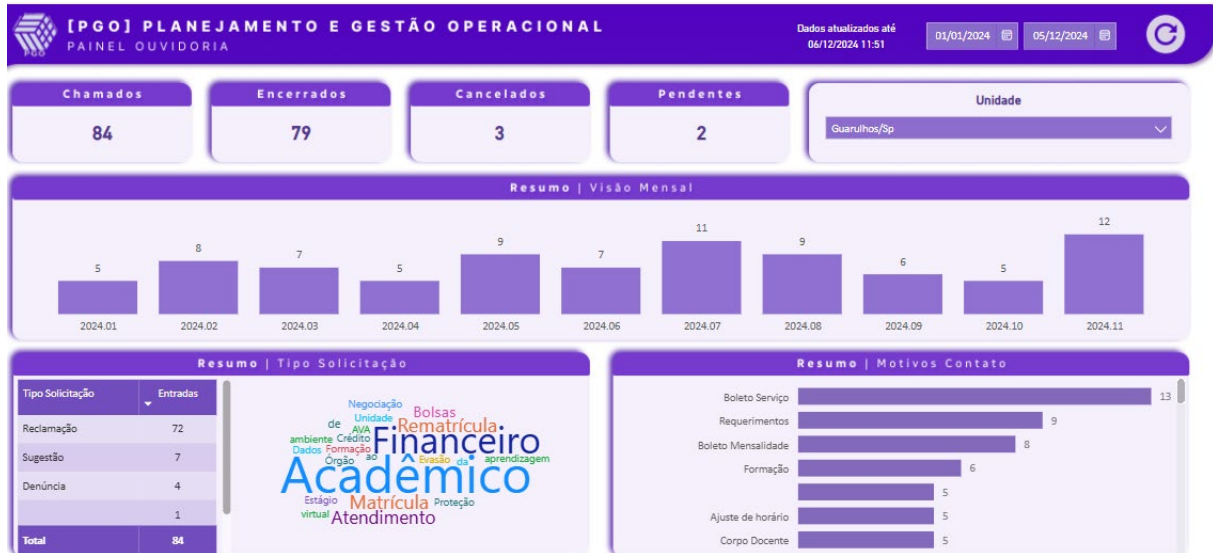 [PGO] PLANEJAMENTO E GESTÃO OPERACIONAL
PAINEL OUVIDORIA
PGO
Dados atualizados até
06/12/2024 11:51
01/01/2024
05/12/2024
Chamados
84
Encerrados
79
Cancelados
3
Pendentes
2
Unidade
Guarulhos/Sp
Resumo | Visão Mensal
5
8
7
5
9
7
11
9
6
5
12
2024.01
2024.02
2024.03
2024.04
2024.05
2024.06
2024.07
2024.08
2024.09
2024.10
2024.11
Resumo | Tipo Solicitação
Tipo Solicitação Entradas
Reclamação 72
Sugestão 7
Denúncia 4
1
Total 84
Negociação
Bolsas
Unidade
de
AVA
Rematrícula
ambiente
Crédito
Financeiro
Dados
Formação
Órgão
ao
Evasão
da
aprendizagem
Acadêmico
Estágio
Matrícula
Proteção
virtual
Atendimento
Resumo | Motivos Contato
Boleto Serviço 13
Requerimentos 9
Boleto Mensalidade 8
Formação 6
5
Ajuste de horário 5
Corpo Docente 5